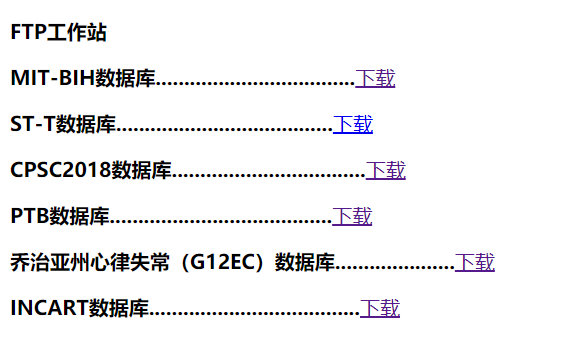 FTP工作站
MIT-BIH数据库...................................下载
ST-T数据库......................................下载
CPSC2018数据库..................................下载
PTB数据库.......................................下载
乔治亚州心律失常（G12EC）数据库.....................下载
INCART数据库.....................................下载